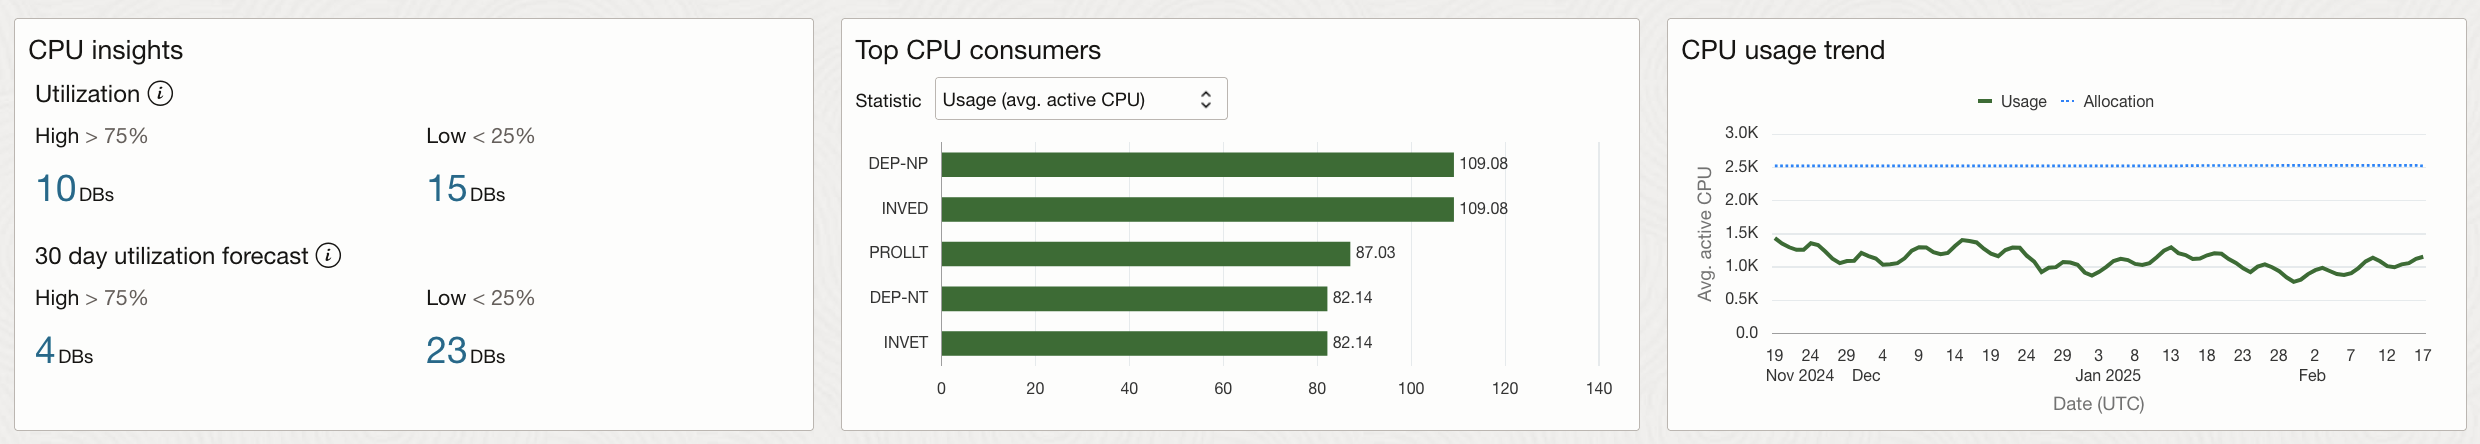 CPU insights
Utilization
High > 75%
Low < 25%
10 DBs
15 DBs
30 day utilization forecast
High > 75%
Low < 25%
4 DBs
23 DBs
Top CPU consumers
Statistic
Usage (avg. active CPU)
DEP-NP 109.08
INVED 109.08
PROLLT 87.03
DEP-NT 82.14
INVET 82.14
0 20 40 60 80 100 120 140
CPU usage trend
Usage Allocation
Avg. active CPU
3.0K
2.5K
2.0K
1.5K
1.0K
0.5K
0.0
19 24 29 4 9 14 19 24 29 3 8 13 18 23 28 2 7 12 17
Nov 2024 Dec Jan 2025 Feb
Date (UTC)